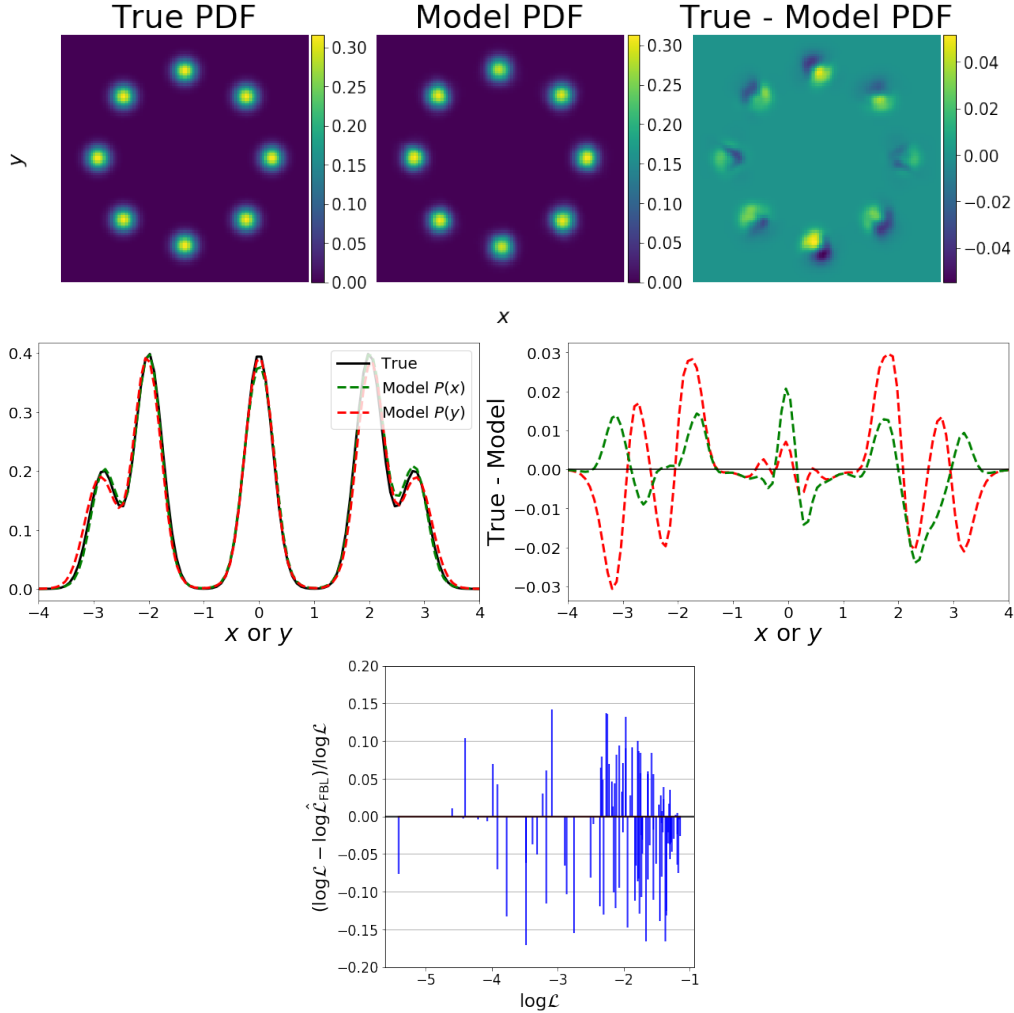 True PDF
Model PDF
True - Model PDF
0.30
0.25
0.20
0.15
0.10
0.05
0.00
0.30
0.25
0.20
0.15
0.10
0.05
0.00
0.04
0.02
0.00
−0.02
−0.04
y
x
0.4
0.3
0.2
0.1
0.0
−4 −3 −2 −1 0 1 2 3 4
x or y
True
Model P(x)
Model P(y)
True - Model
0.03
0.02
0.01
0.00
−0.01
−0.02
−0.03
−4 −3 −2 −1 0 1 2 3 4
x or y
(logℒ − logℒ̂_FBL)/logℒ
0.20
0.15
0.10
0.05
0.00
−0.05
−0.10
−0.15
−0.20
−5 −4 −3 −2 −1
logℒ